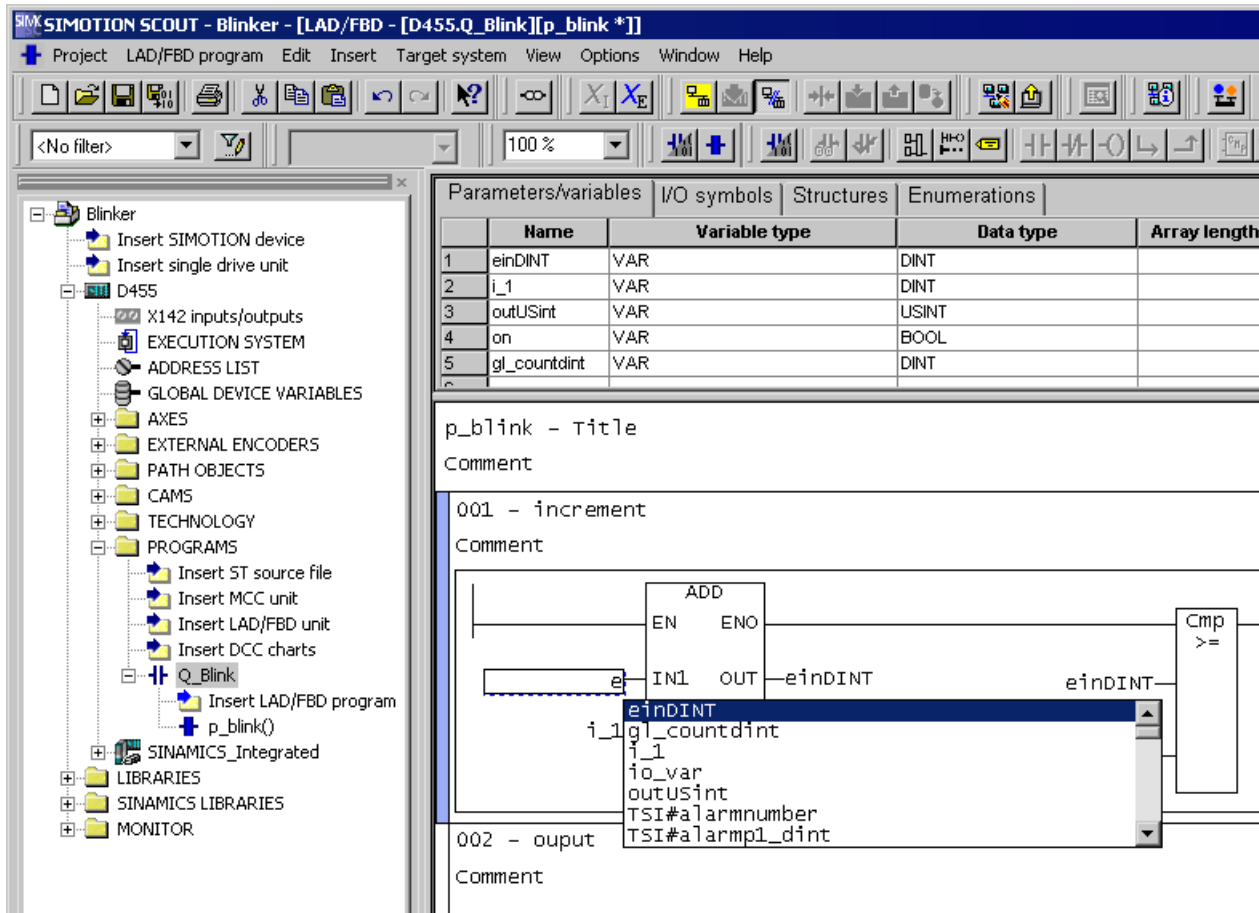 SIMOTION SCOUT - Blinker - [LAD/FBD - [D455.Q_Blink][p_blink *]]
Project LAD/FBD program Edit Insert Target system View Options Window Help
<No filter> 100 %
Blinker
Insert SIMOTION device
Insert single drive unit
D455
X142 inputs/outputs
EXECUTION SYSTEM
ADDRESS LIST
GLOBAL DEVICE VARIABLES
AXES
EXTERNAL ENCODERS
PATH OBJECTS
CAMS
TECHNOLOGY
PROGRAMS
Insert ST source file
Insert MCC unit
Insert LAD/FBD unit
Insert DCC charts
Q_Blink
Insert LAD/FBD program
p_blink()
SINAMICS_Integrated
LIBRARIES
SINAMICS LIBRARIES
MONITOR
Parameters/variables I/O symbols Structures Enumerations
Name Variable type Data type Array length
1 einDINT VAR DINT
2 i_1 VAR DINT
3 outUSint VAR USINT
4 on VAR BOOL
5 gl_countdint VAR DINT
p_blink - Title
Comment
001 - increment
Comment
ADD
EN ENO Cmp
>=
e IN1 OUT einDINT einDINT
einDINT
i_1 gl_countdint
i_1
io_var
outUSint
TSI#alarmnumber
TSI#alarmp1_dint
002 - ouput
Comment